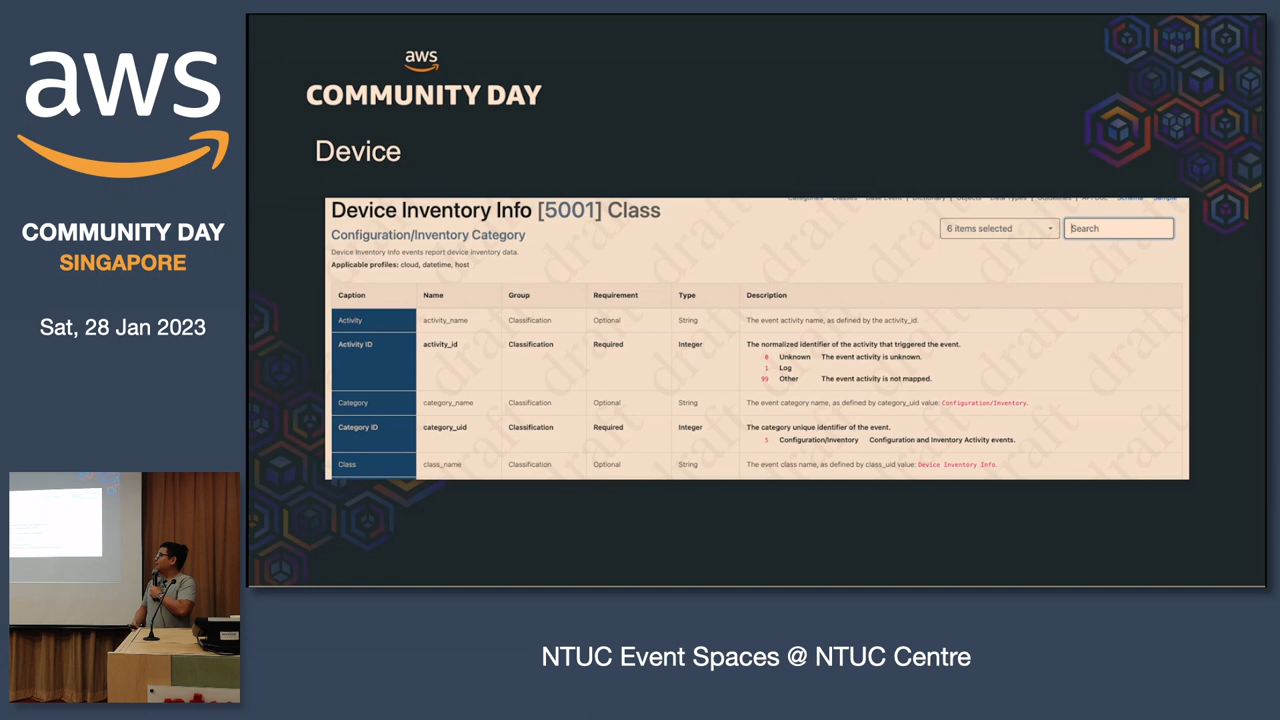 aws
COMMUNITY DAY
SINGAPORE
Sat, 28 Jan 2023
aws
COMMUNITY DAY
Device
Device Inventory Info [5001] Class
Configuration/Inventory Category
Device Inventory Info events report device inventory data.
Applicable profiles: cloud, datetime, host
6 items selected
Search
Caption Name Group Requirement Type Description
Activity activity_name Classification Optional String The event activity name, as defined by the activity_id.
Activity ID activity_id Classification Required Integer The normalized identifier of the activity that triggered the event.
0 Unknown The event activity is unknown.
1 Log
99 Other The event activity is not mapped.
Category category_name Classification Optional String The event category name, as defined by category_uid value: Configuration/Inventory.
Category ID category_uid Classification Required Integer The category unique identifier of the event.
5 Configuration/Inventory Configuration and Inventory Activity events.
Class class_name Classification Optional String The event class name, as defined by class_uid value: Device Inventory Info.
draft
NTUC Event Spaces @ NTUC Centre